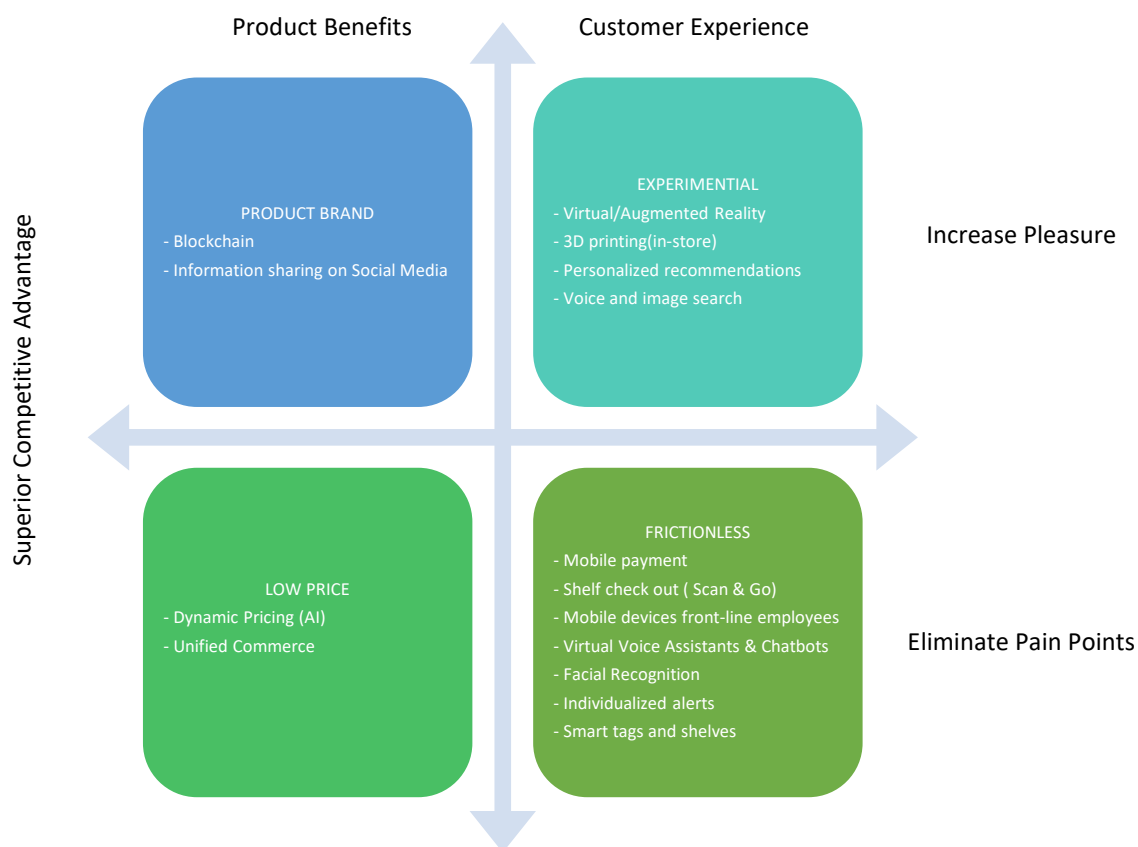 Product Benefits
Customer Experience
Superior Competitive Advantage
PRODUCT BRAND
- Blockchain
- Information sharing on Social Media
EXPERIMENTIAL
- Virtual/Augmented Reality
- 3D printing(in-store)
- Personalized recommendations
- Voice and image search
Increase Pleasure
LOW PRICE
- Dynamic Pricing (AI)
- Unified Commerce
FRICTIONLESS
- Mobile payment
- Shelf check out ( Scan & Go)
- Mobile devices front-line employees
- Virtual Voice Assistants & Chatbots
- Facial Recognition
- Individualized alerts
- Smart tags and shelves
Eliminate Pain Points